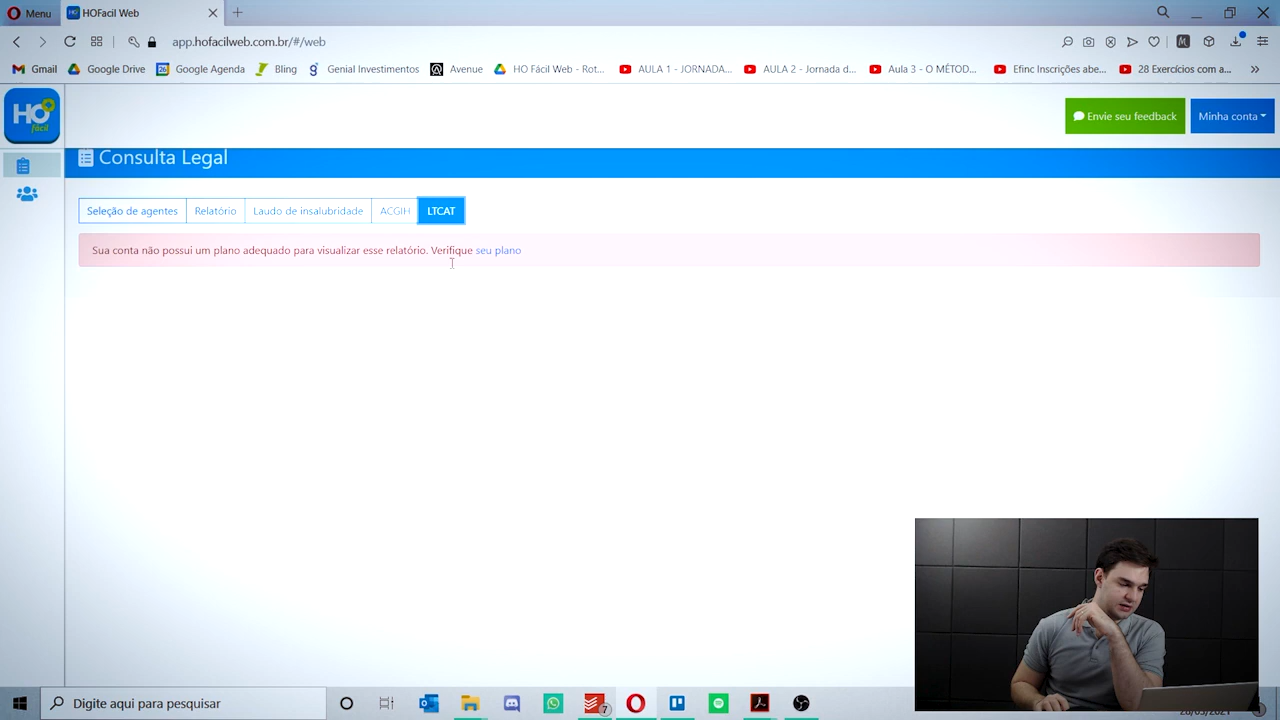 Menu
HOFacil Web
app.hofacilweb.com.br/#/web
Gmail
Google Drive
26
Google Agenda
Bling
Genial Investimentos
Avenue
HO Fácil Web - Rot...
AULA 1 - JORNADA...
AULA 2 - Jornada d...
Aula 3 - O MÉTOD...
Efinc Inscrições abe...
28 Exercícios com a...
HO
fácil
Envie seu feedback
Minha conta
Consulta Legal
Seleção de agentes
Relatório
Laudo de insalubridade
ACGIH
LTCAT
Sua conta não possui um plano adequado para visualizar esse relatório. Verifique seu plano
Digite aqui para pesquisar
7